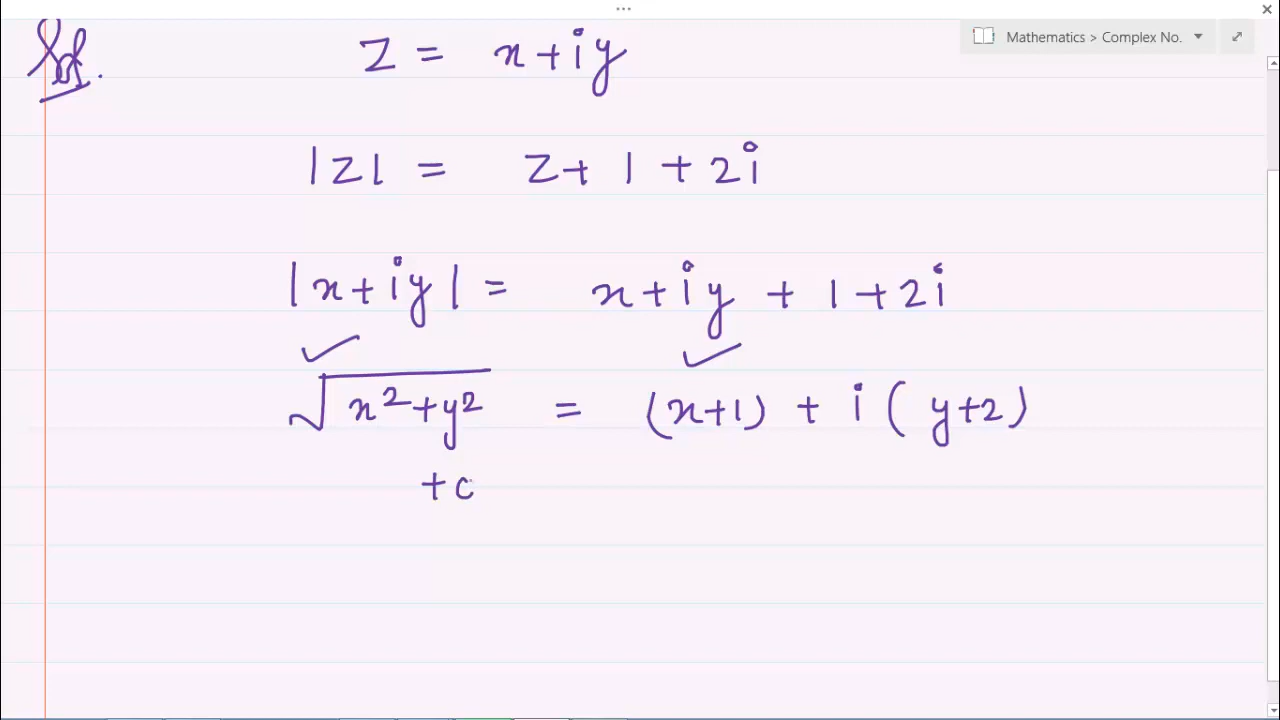 Mathematics > Complex No.
Sol.
z = x+iy
|z| = z+ 1 + 2i
|x+iy| = x+iy + 1+2i
√x²+y² = (x+1) + i(y+2)
+c